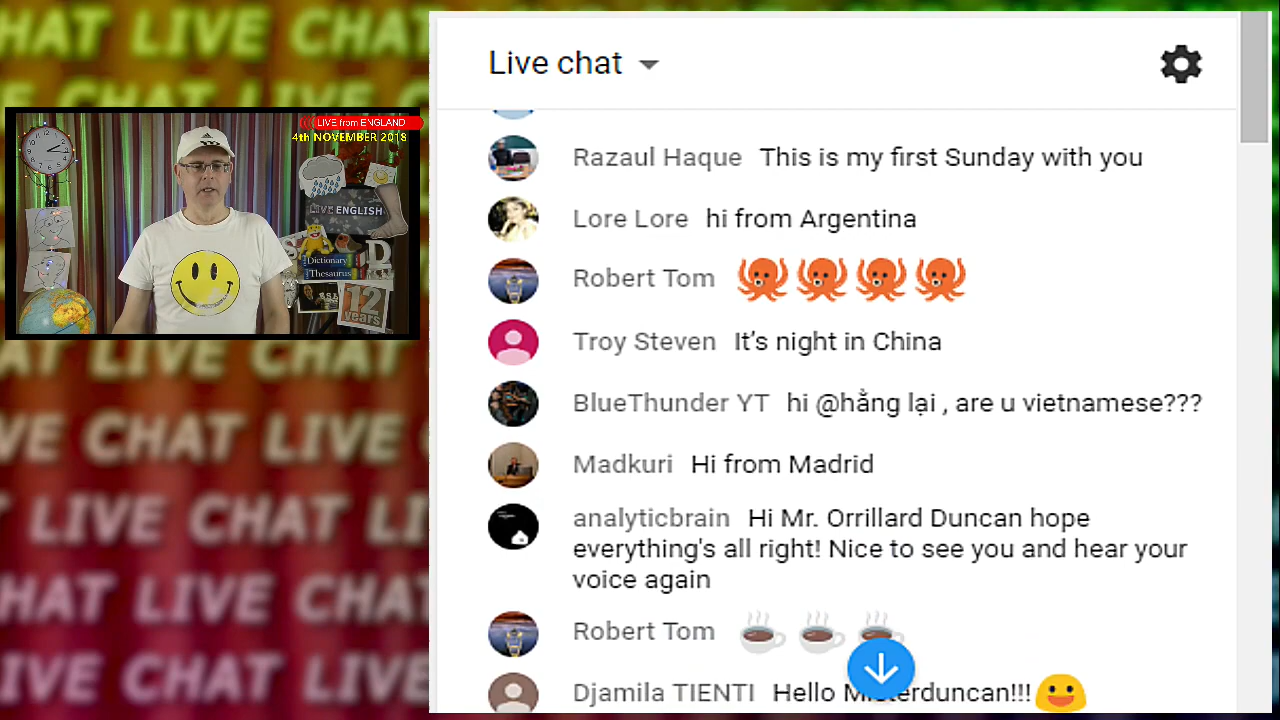 HAT LIVE CHAT
LIVE from ENGLAND
4th NOVEMBER 2018
LIVE ENGLISH
Dictionary
Thesaurus
S
D
12
years
AT LIVE CHAT
VE CHAT LIVE
LIVE CHAT
HAT LIVE CHAT
IVE CHAT LIVE
Live chat
Razaul Haque This is my first Sunday with you
Lore Lore hi from Argentina
Robert Tom 🐙🐙🐙🐙
Troy Steven It's night in China
BlueThunder YT hi @hằng lại , are u vietnamese???
Madkuri Hi from Madrid
analyticbrain Hi Mr. Orrillard Duncan hope
everything's all right! Nice to see you and hear your
voice again
Robert Tom ☕☕☕
Djamila TIENTI Hello Misterduncan!!!😃